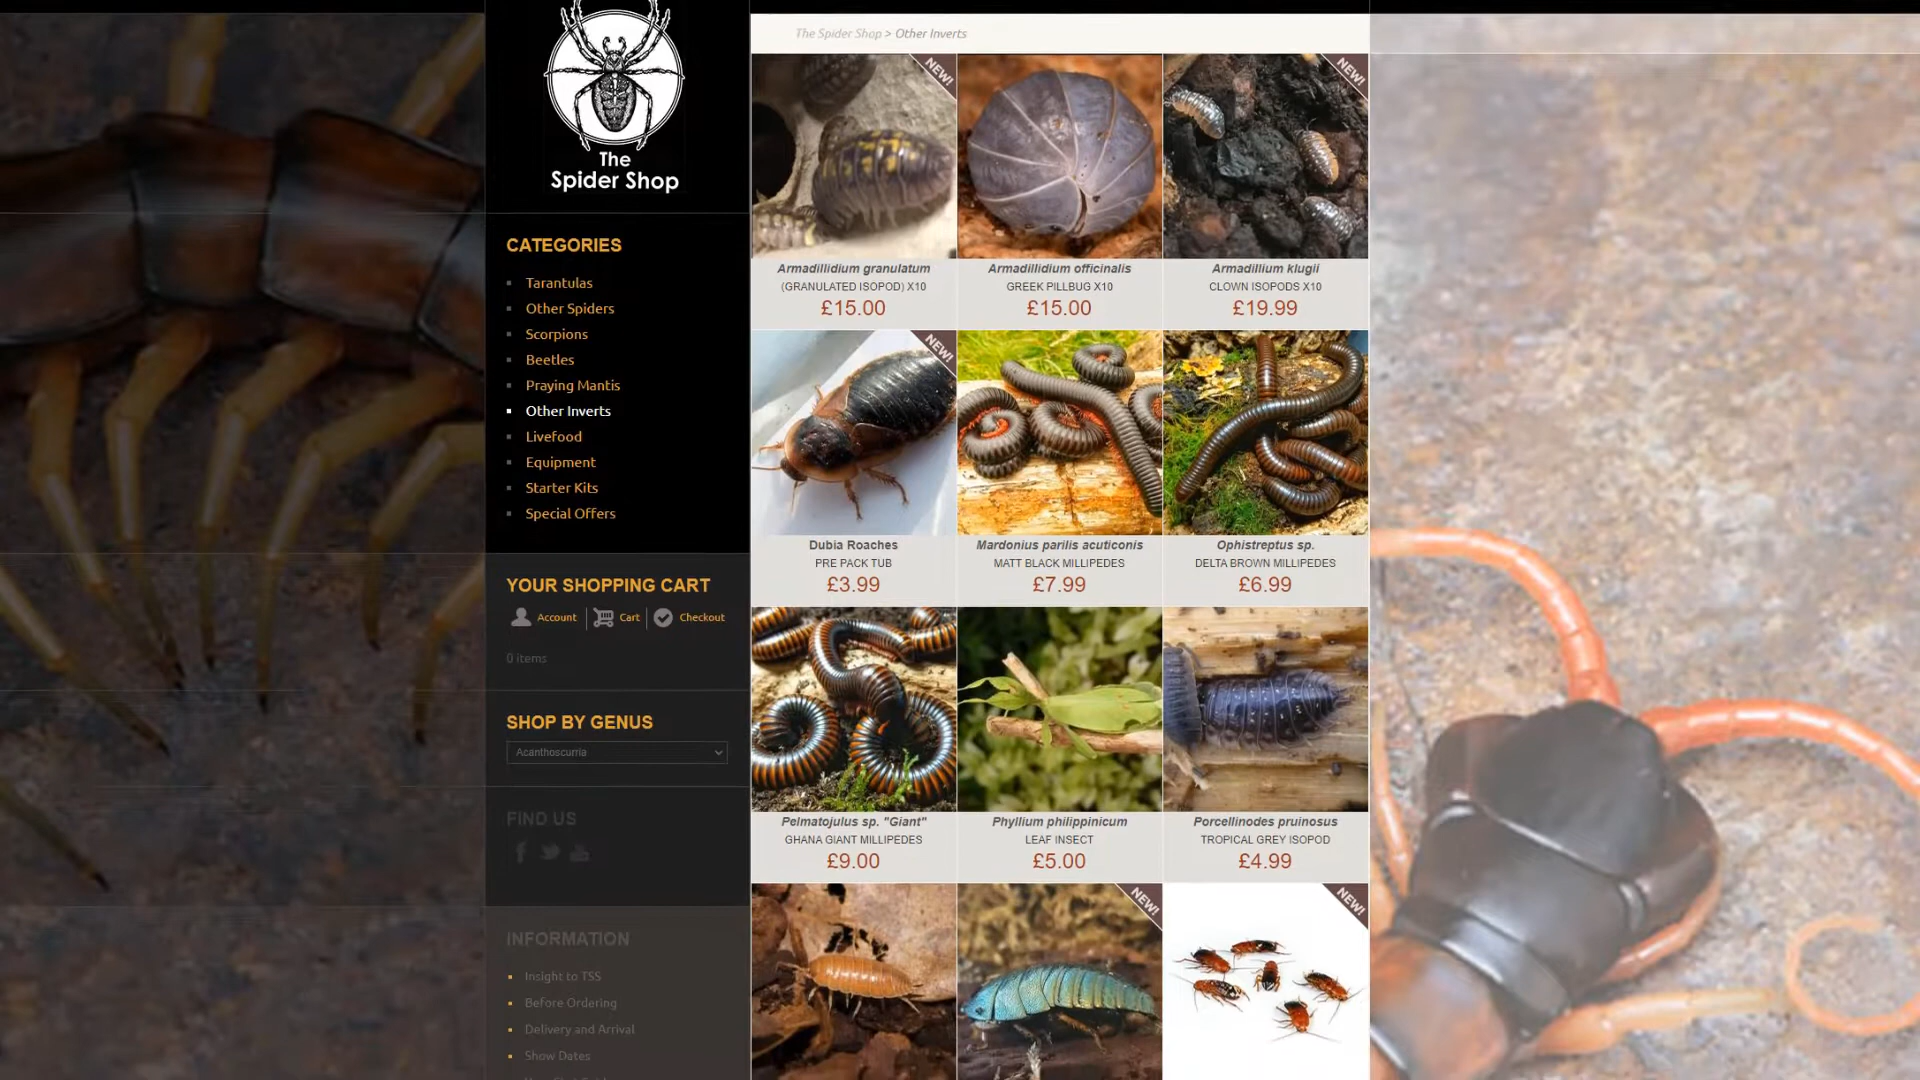 The
Spider Shop
CATEGORIES
Tarantulas
Other Spiders
Scorpions
Beetles
Praying Mantis
Other Inverts
Livefood
Equipment
Starter Kits
Special Offers
YOUR SHOPPING CART
Account
Cart
Checkout
0 items
SHOP BY GENUS
Acanthoscurria
FIND US
INFORMATION
Insight to TSS
Before Ordering
Delivery and Arrival
Show Dates
The Spider Shop > Other Inverts
NEW!
NEW!
Armadillidium granulatum
(GRANULATED ISOPOD) X10
£15.00
Armadillidium officinalis
GREEK PILLBUG X10
£15.00
Armadillium klugii
CLOWN ISOPODS X10
£19.99
NEW!
Dubia Roaches
PRE PACK TUB
£3.99
Mardonius parilis acuticonis
MATT BLACK MILLIPEDES
£7.99
Ophistreptus sp.
DELTA BROWN MILLIPEDES
£6.99
Pelmatojulus sp. "Giant"
GHANA GIANT MILLIPEDES
£9.00
Phyllium philippinicum
LEAF INSECT
£5.00
Porcellinodes pruinosus
TROPICAL GREY ISOPOD
£4.99
NEW!
NEW!